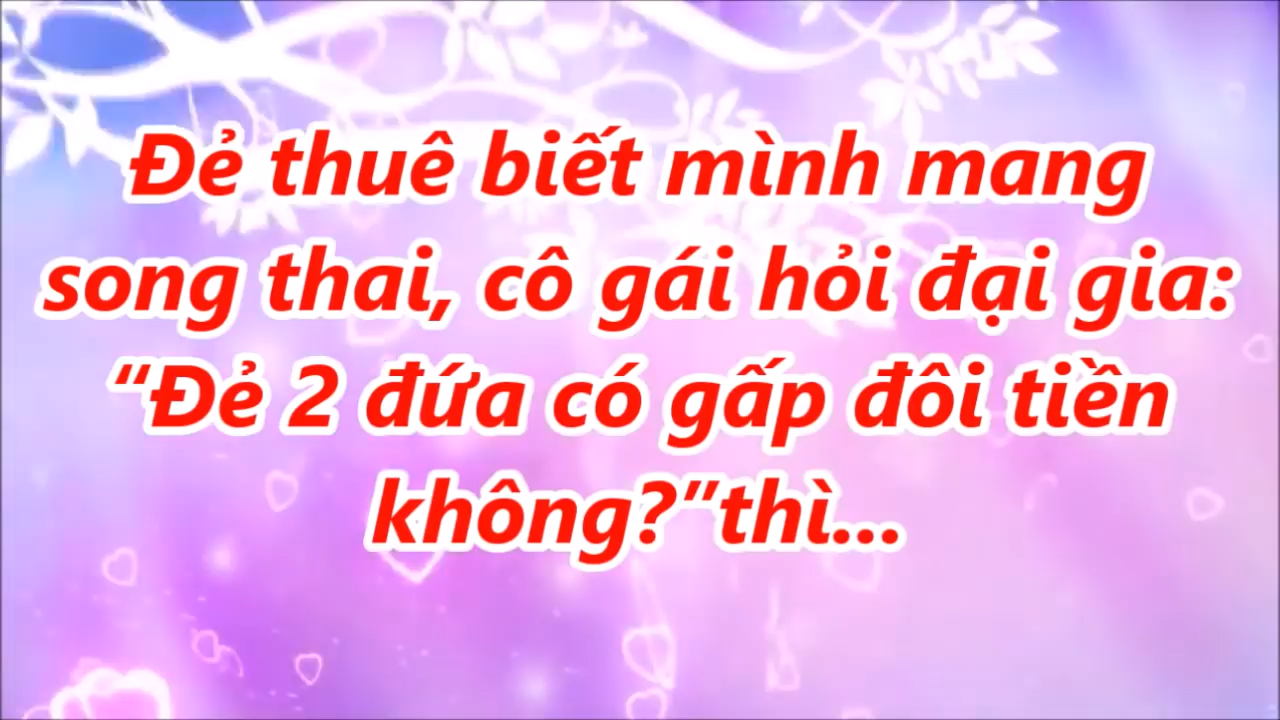 Đẻ thuê biết mình mang
song thai, cô gái hỏi đại gia:
“Đẻ 2 đứa có gấp đôi tiền
không?”thì...